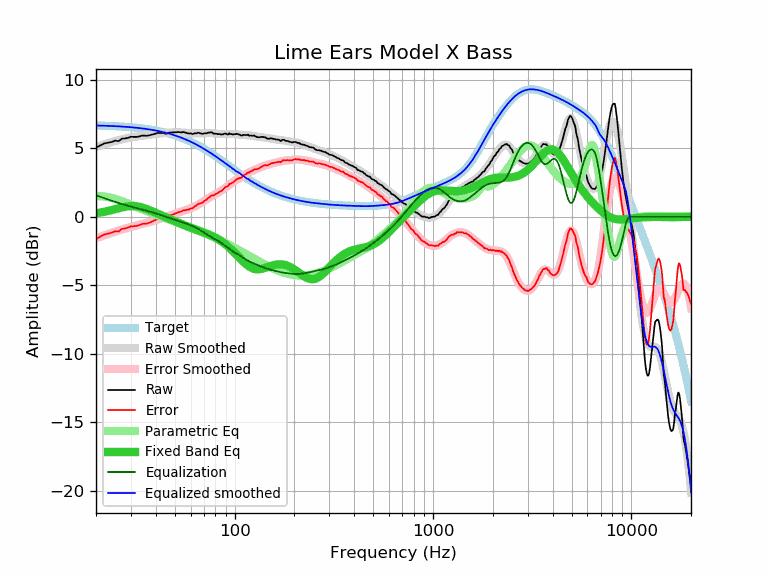 Lime Ears Model X Bass
10
5
0
−5
−10
−15
−20
Amplitude (dBr)
Target
Raw Smoothed
Error Smoothed
Raw
Error
Parametric Eq
Fixed Band Eq
Equalization
Equalized smoothed
100 1000 10000
Frequency (Hz)